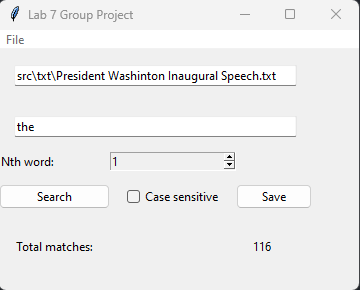 Lab 7 Group Project
File
src\txt\President Washinton Inaugural Speech.txt
the
Nth word: 1
Search Case sensitive Save
Total matches: 116